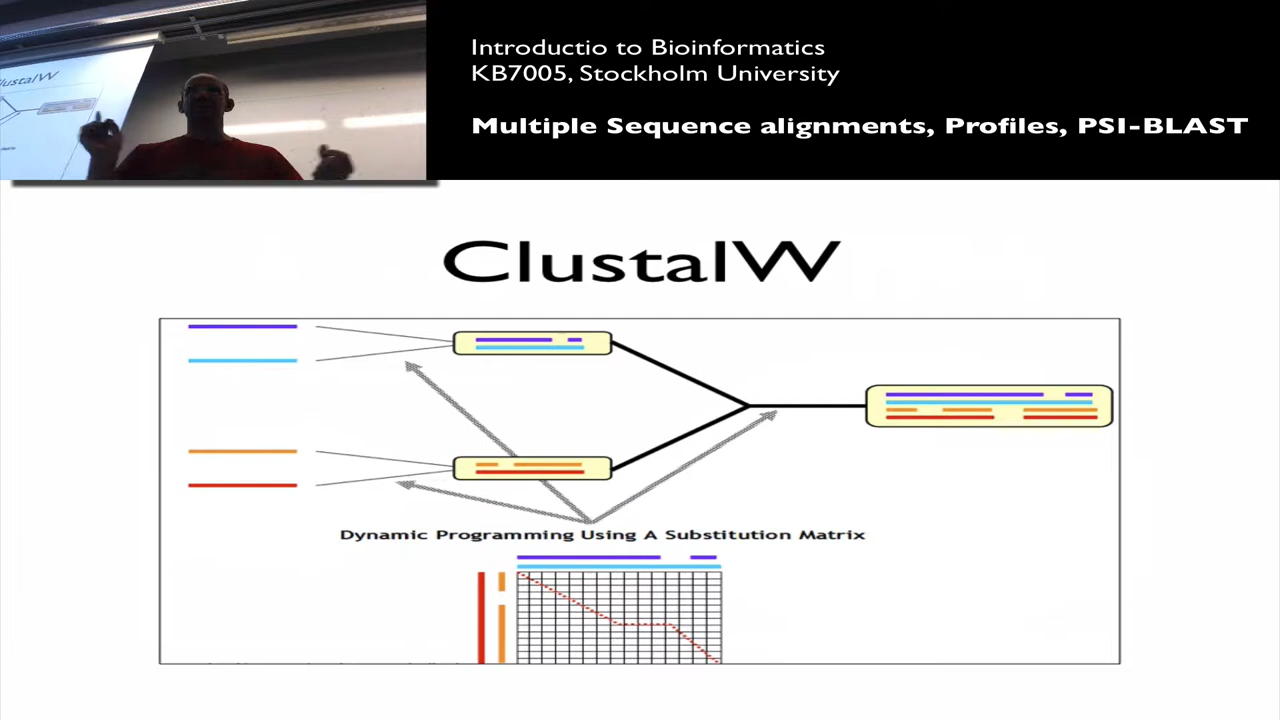 Introductio to Bioinformatics
KB7005, Stockholm University
Multiple Sequence alignments, Profiles, PSI-BLAST
ClustalW
Dynamic Programming Using A Substitution Matrix